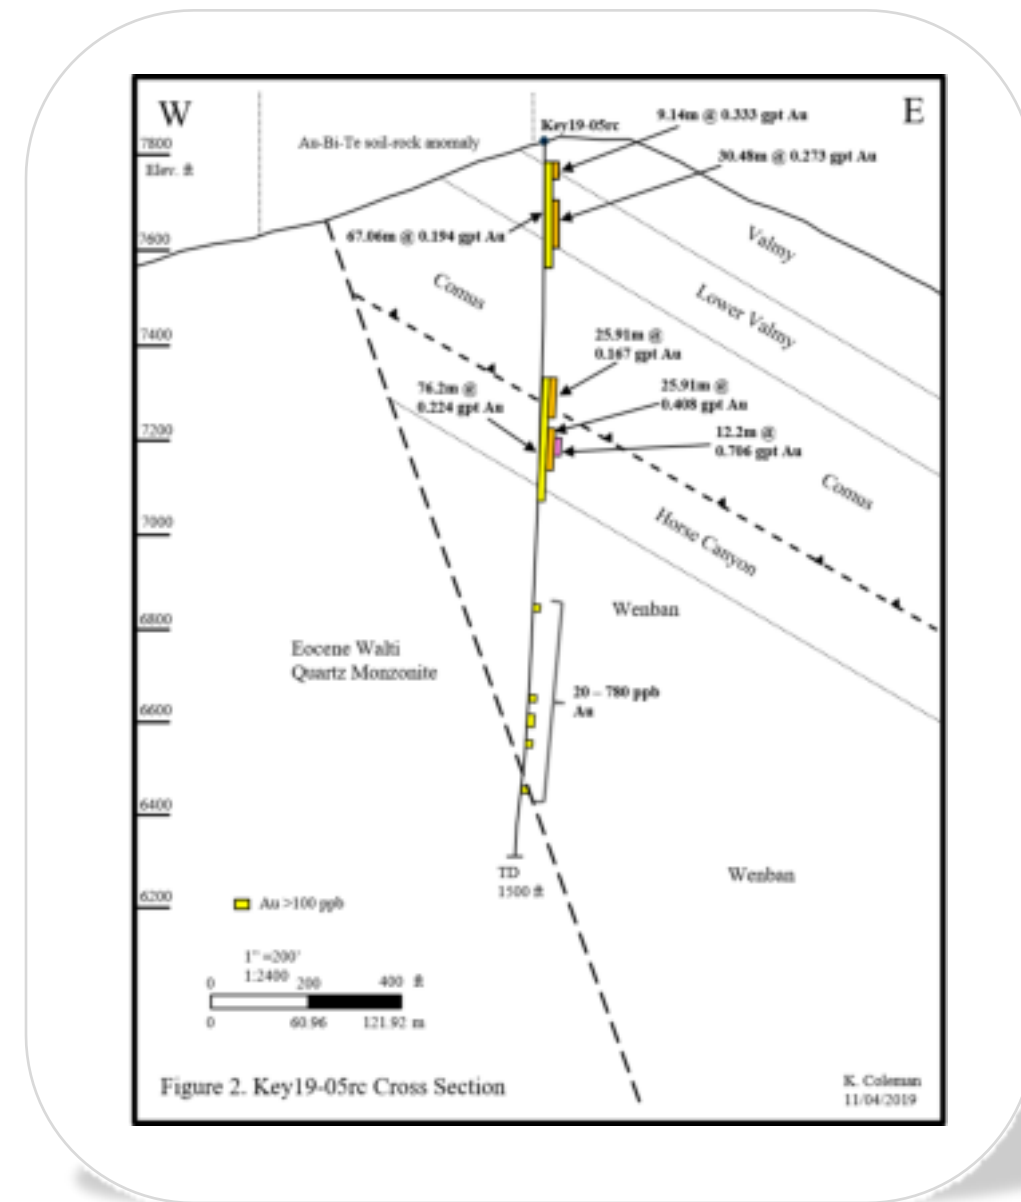 W
E
Key19-05rc
9.14m @ 0.333 gpt Au
Au-Bi-Te soil-rock anomaly
7800
Elev. ft
30.48m @ 0.273 gpt Au
67.06m @ 0.194 gpt Au
7600
Valmy
Comus
Lower Valmy
7400
25.91m @
0.167 gpt Au
76.2m @
0.224 gpt Au
25.91m @
0.408 gpt Au
12.2m @
0.706 gpt Au
7200
Comus
7000
Horse Canyon
Wenban
6800
Eocene Walti
Quartz Monzonite
20 – 780 ppb
Au
6600
6400
TD
1500 ft
Wenban
6200
Au >100 ppb
1" =200'
1:2400
0 200 400 ft
0 60.96 121.92 m
Figure 2. Key19-05rc Cross Section
K. Coleman
11/04/2019